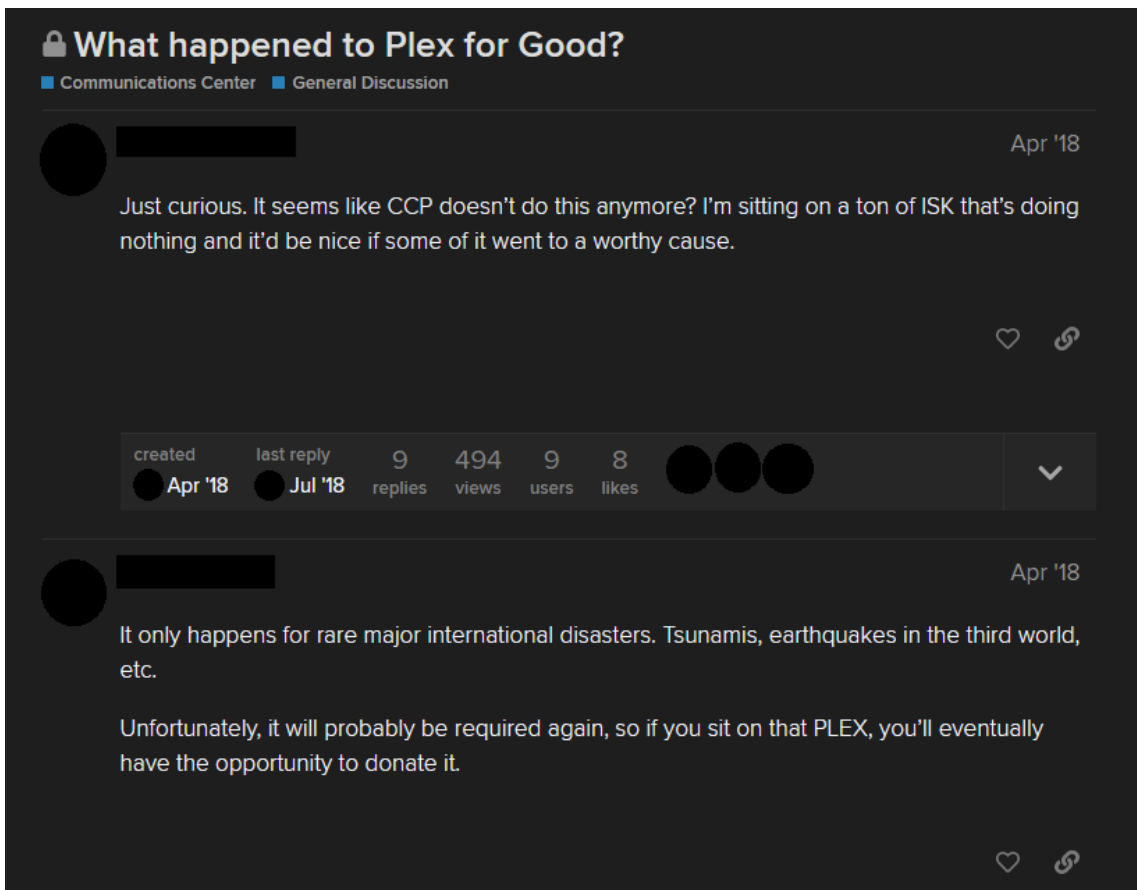 What happened to Plex for Good?
Communications Center General Discussion
Apr '18
Just curious. It seems like CCP doesn't do this anymore? I'm sitting on a ton of ISK that's doing
nothing and it'd be nice if some of it went to a worthy cause.
created last reply 9 494 9 8
Apr '18 Jul '18 replies views users likes
Apr '18
It only happens for rare major international disasters. Tsunamis, earthquakes in the third world,
etc.
Unfortunately, it will probably be required again, so if you sit on that PLEX, you'll eventually
have the opportunity to donate it.